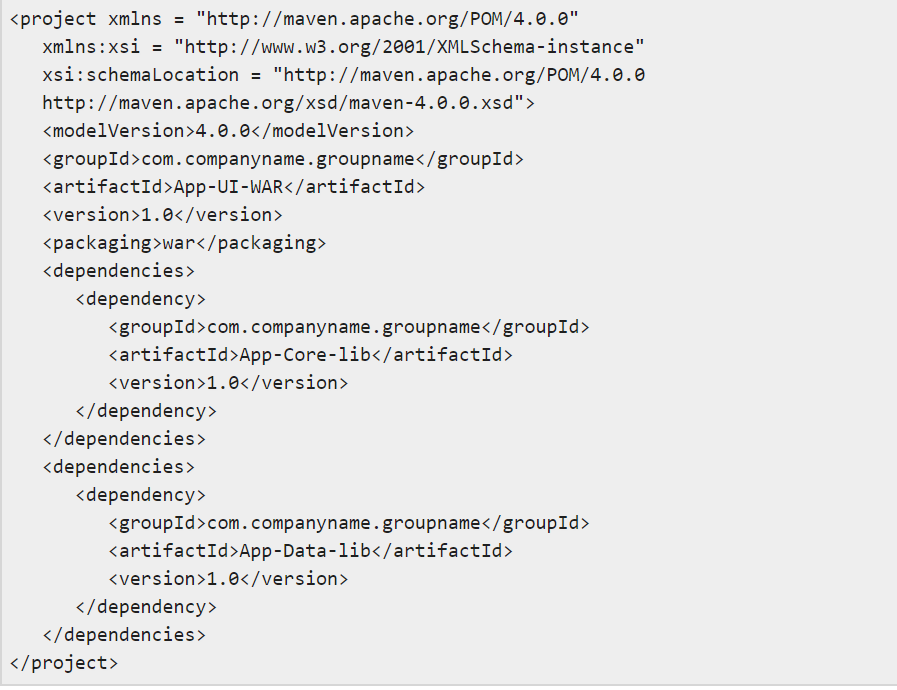 <project xmlns = "http://maven.apache.org/POM/4.0.0"
   xmlns:xsi = "http://www.w3.org/2001/XMLSchema-instance"
   xsi:schemaLocation = "http://maven.apache.org/POM/4.0.0
   http://maven.apache.org/xsd/maven-4.0.0.xsd">
   <modelVersion>4.0.0</modelVersion>
   <groupId>com.companyname.groupname</groupId>
   <artifactId>App-UI-WAR</artifactId>
   <version>1.0</version>
   <packaging>war</packaging>
   <dependencies>
      <dependency>
         <groupId>com.companyname.groupname</groupId>
         <artifactId>App-Core-lib</artifactId>
         <version>1.0</version>
      </dependency>
   </dependencies>
   <dependencies>
      <dependency>
         <groupId>com.companyname.groupname</groupId>
         <artifactId>App-Data-lib</artifactId>
         <version>1.0</version>
      </dependency>
   </dependencies>
</project>